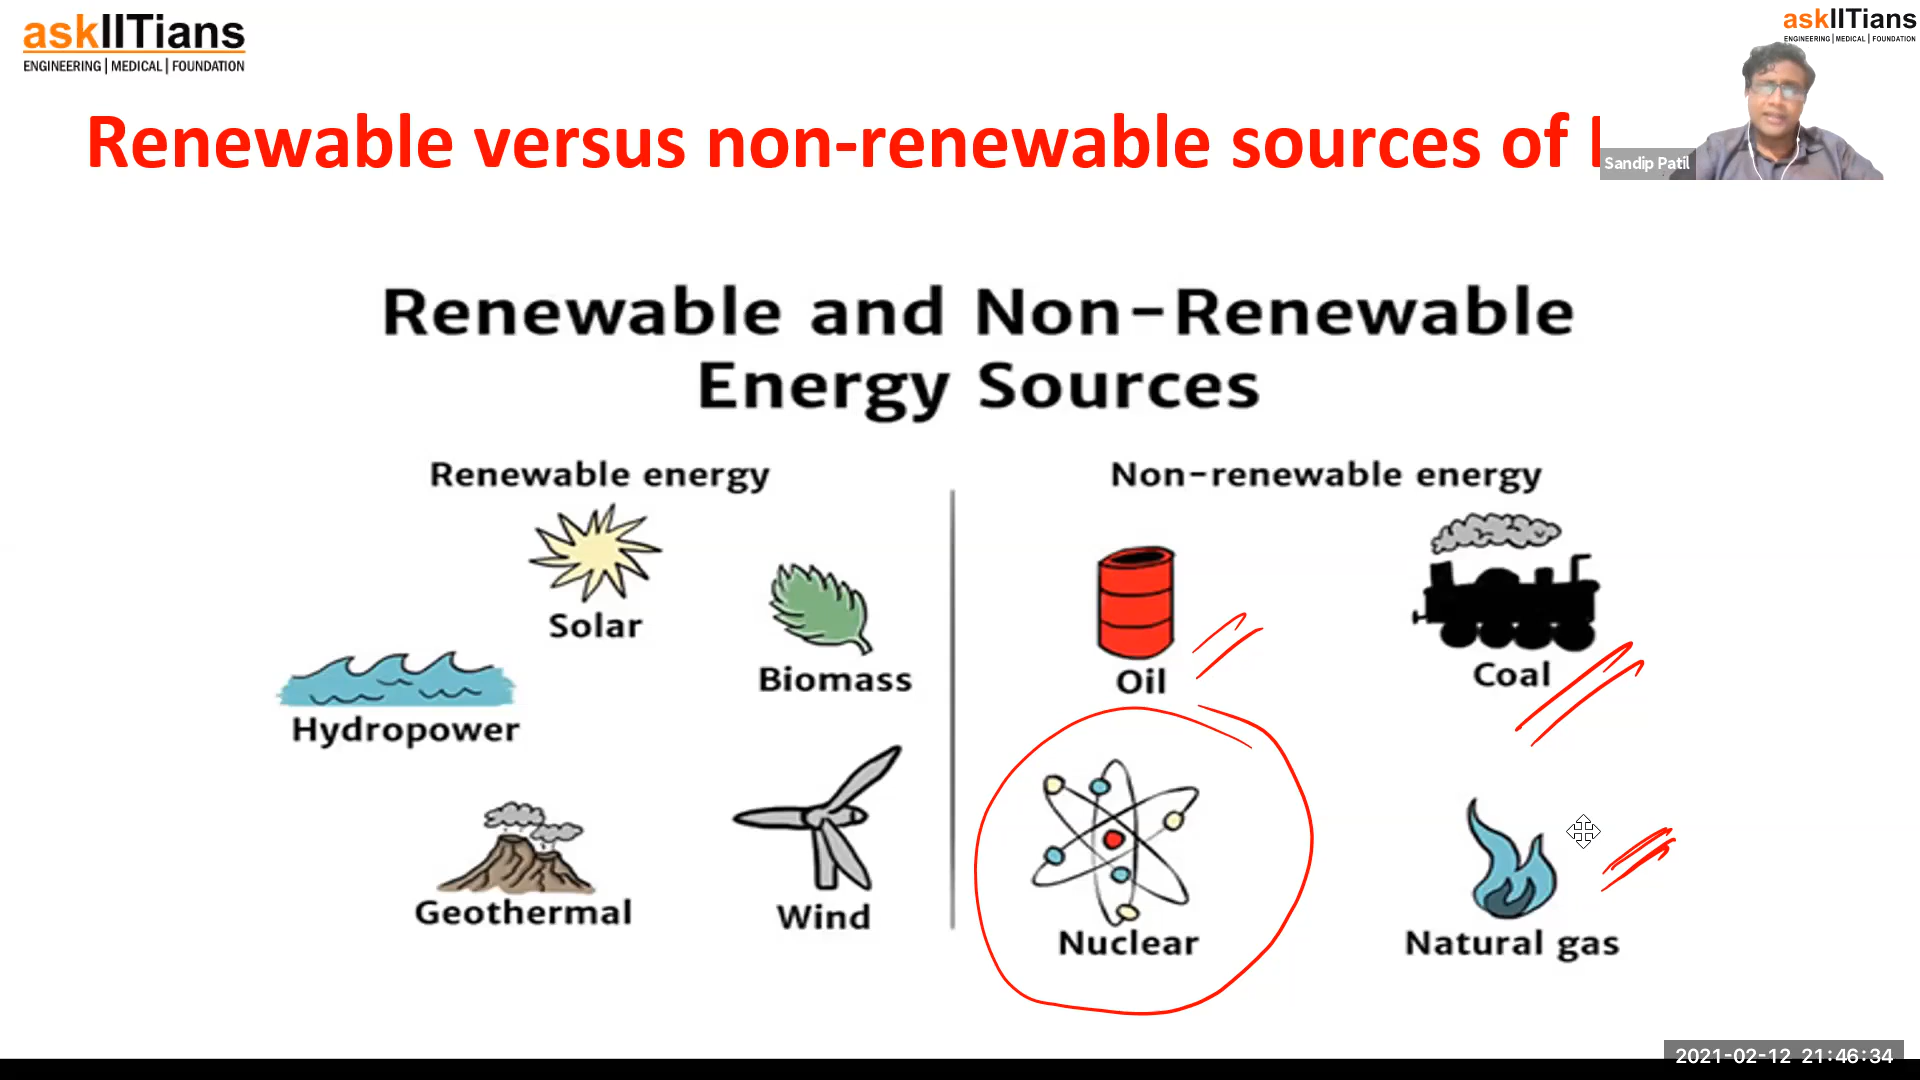 askIITians
ENGINEERING | MEDICAL | FOUNDATION
askIITians
ENGINEERING | MEDICAL | FOUNDATION
Renewable versus non-renewable sources of
Sandip Patil
Renewable and Non-Renewable
Energy Sources
Renewable energy
Non-renewable energy
Solar
Biomass
Hydropower
Geothermal
Wind
Oil
Coal
Nuclear
Natural gas
2021-02-12 21:46:34